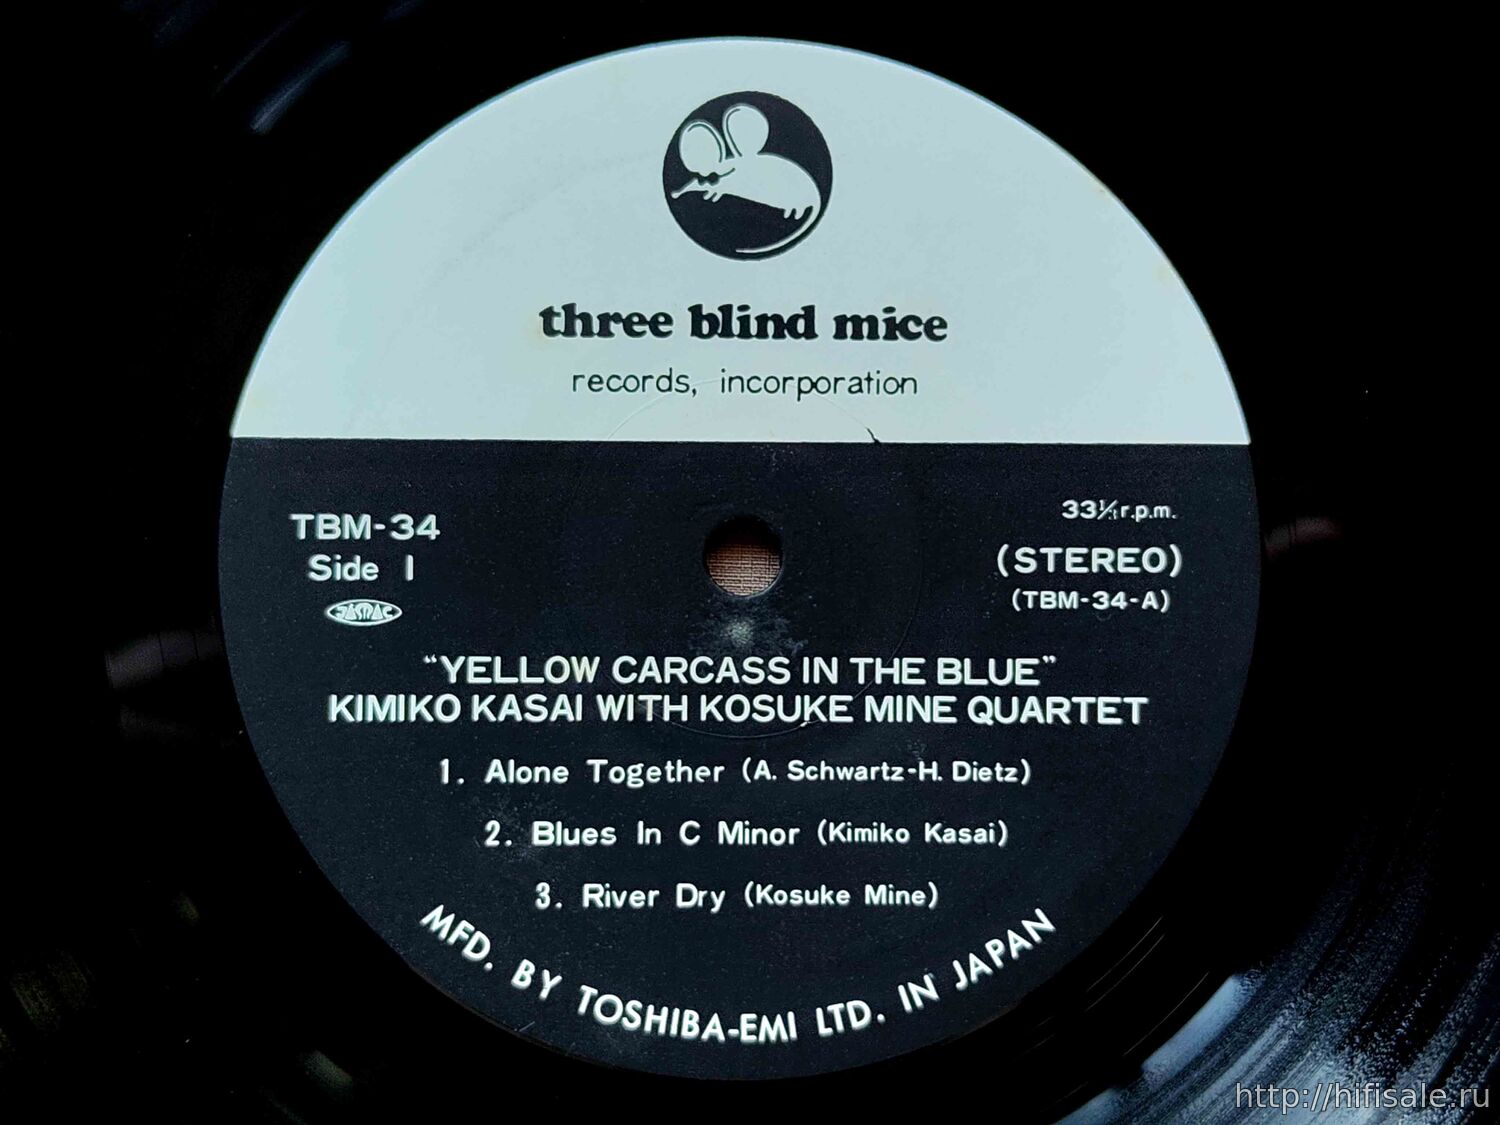 three blind mice
records, incorporation
TBM-34
Side 1
JASRAC
33⅓ r.p.m.
(STEREO)
(TBM-34-A)
“YELLOW CARCASS IN THE BLUE”
KIMIKO KASAI WITH KOSUKE MINE QUARTET
1. Alone Together (A. Schwartz-H. Dietz)
2. Blues In C Minor (Kimiko Kasai)
3. River Dry (Kosuke Mine)
MFD. BY TOSHIBA-EMI LTD. IN JAPAN
http://hifisale.ru